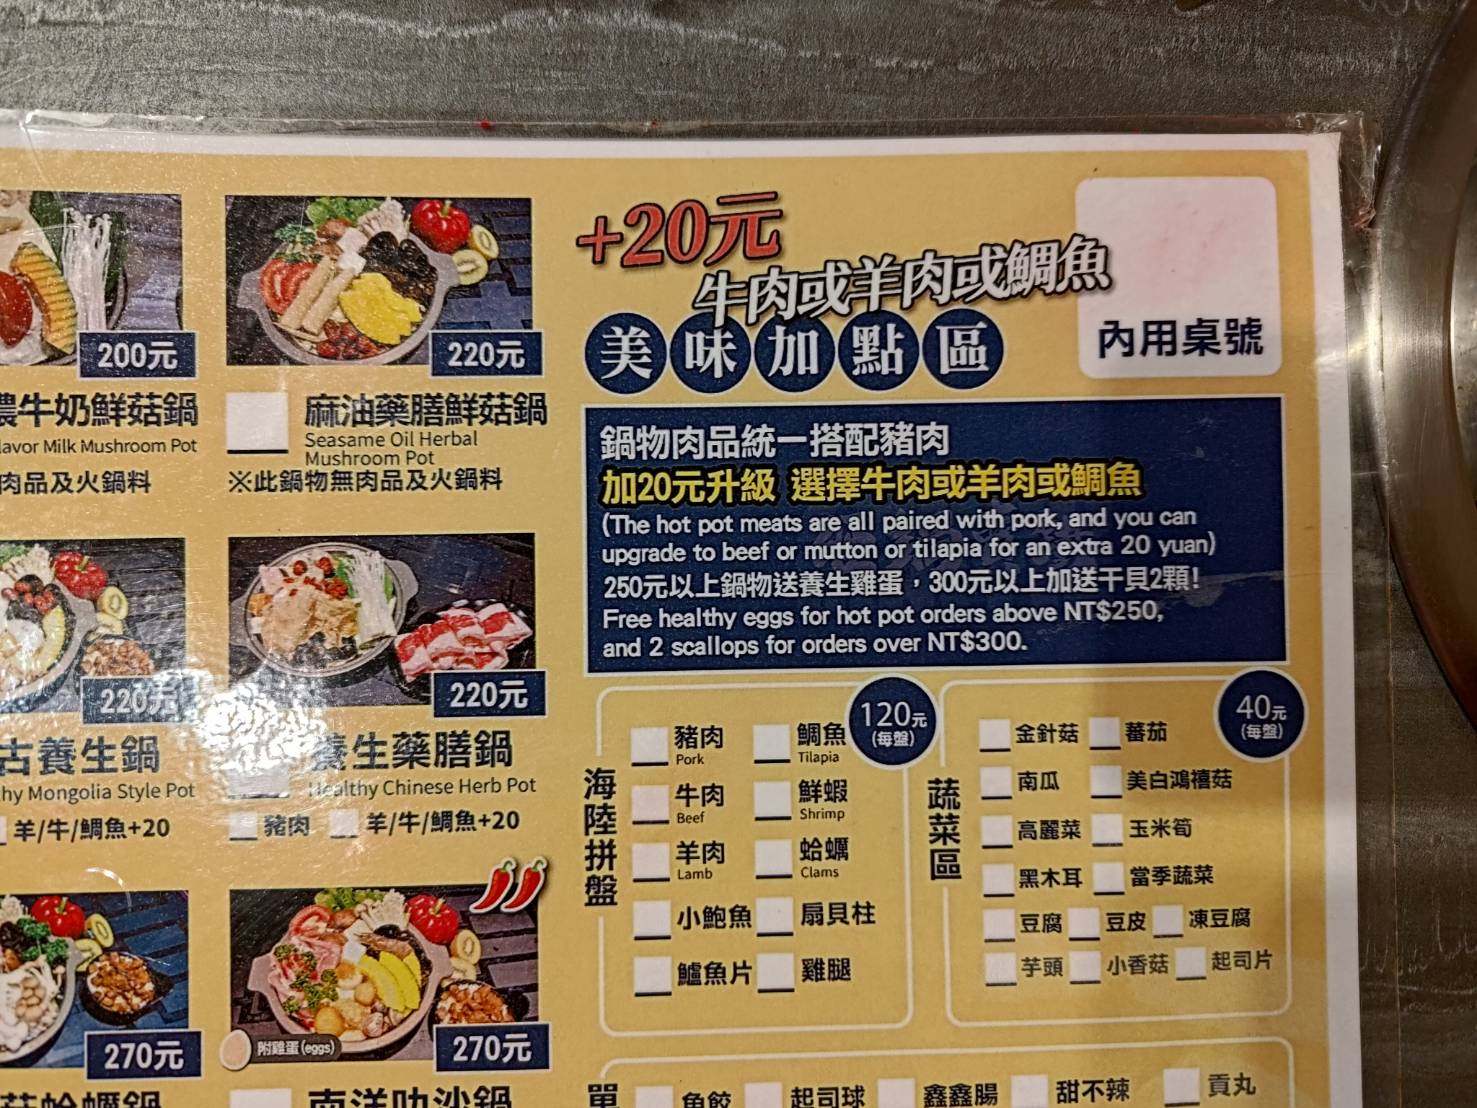 200元
濃牛奶鮮菇鍋
lavor Milk Mushroom Pot
肉品及火鍋料
220元
麻油藥膳鮮菇鍋
Seasame Oil Herbal
Mushroom Pot
※此鍋物無肉品及火鍋料
220元
古養生鍋
hy Mongolia Style Pot
羊/牛/鯛魚+20
220元
養生藥膳鍋
Healthy Chinese Herb Pot
豬肉 羊/牛/鯛魚+20
270元
菇蛤蠣鍋
附雞蛋(eggs)
270元
南洋叻沙鍋
+20元
牛肉或羊肉或鯛魚
美味加點區
內用桌號
鍋物肉品統一搭配豬肉
加20元升級 選擇牛肉或羊肉或鯛魚
(The hot pot meats are all paired with pork, and you can
upgrade to beef or mutton or tilapia for an extra 20 yuan)
250元以上鍋物送養生雞蛋，300元以上加送干貝2顆!
Free healthy eggs for hot pot orders above NT$250,
and 2 scallops for orders over NT$300.
海陸拼盤
120元
(每盤)
豬肉 鯛魚
Pork Tilapia
牛肉 鮮蝦
Beef Shrimp
羊肉 蛤蠣
Lamb Clams
小鮑魚 扇貝柱
鱸魚片 雞腿
蔬菜區
40元
(每盤)
金針菇 蕃茄
南瓜 美白鴻禧菇
高麗菜 玉米筍
黑木耳 當季蔬菜
豆腐 豆皮 凍豆腐
芋頭 小香菇 起司片
單
魚餃 起司球 鑫鑫腸 甜不辣 貢丸